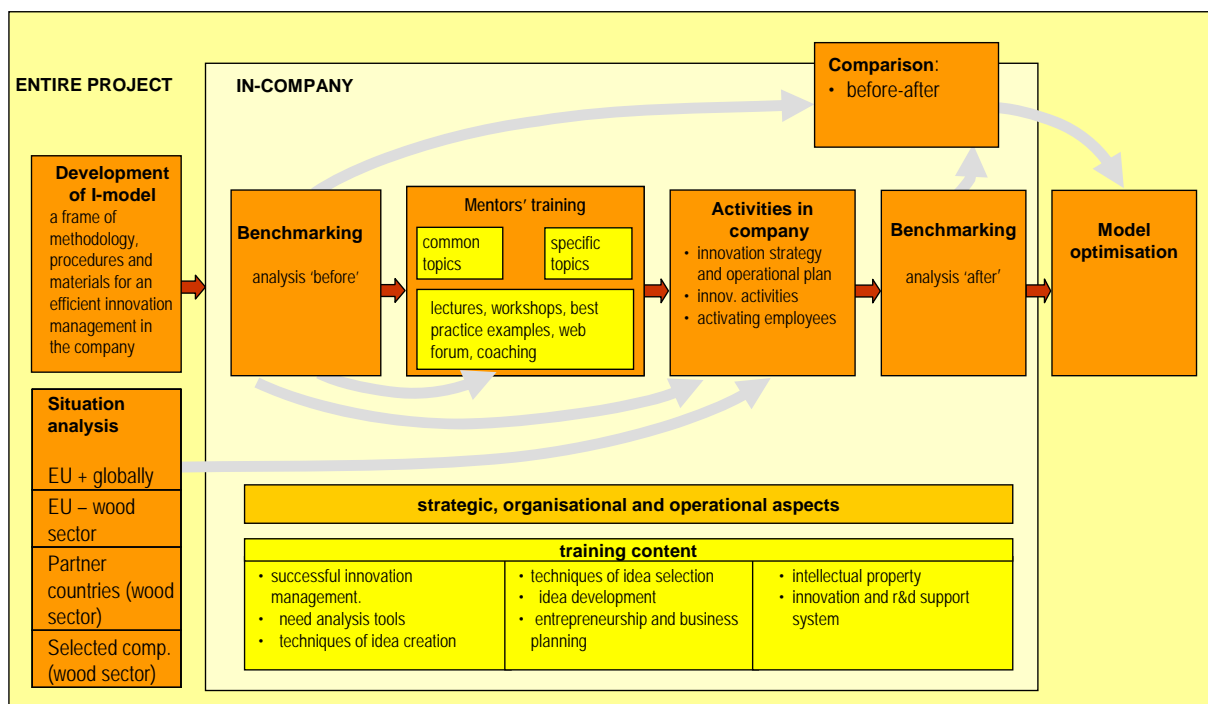 ENTIRE PROJECT
IN-COMPANY
Comparison:
• before-after
Development
of I-model
a frame of
methodology,
procedures and
materials for an
efficient innovation
management in
the company
Benchmarking
analysis ‘before‘
Mentors’ training
common
topics
specific
topics
lectures, workshops, best
practice examples, web
forum, coaching
Activities in
company
• innovation strategy
and operational plan
• innov. activities
• activating employees
Benchmarking
analysis ‘after’
Model
optimisation
Situation
analysis
EU + globally
EU – wood
sector
Partner
countries (wood
sector)
Selected comp.
(wood sector)
strategic, organisational and operational aspects
training content
• successful innovation
management.
• need analysis tools
• techniques of idea creation
• techniques of idea selection
• idea development
• entrepreneurship and business
planning
• intellectual property
• innovation and r&d support
system